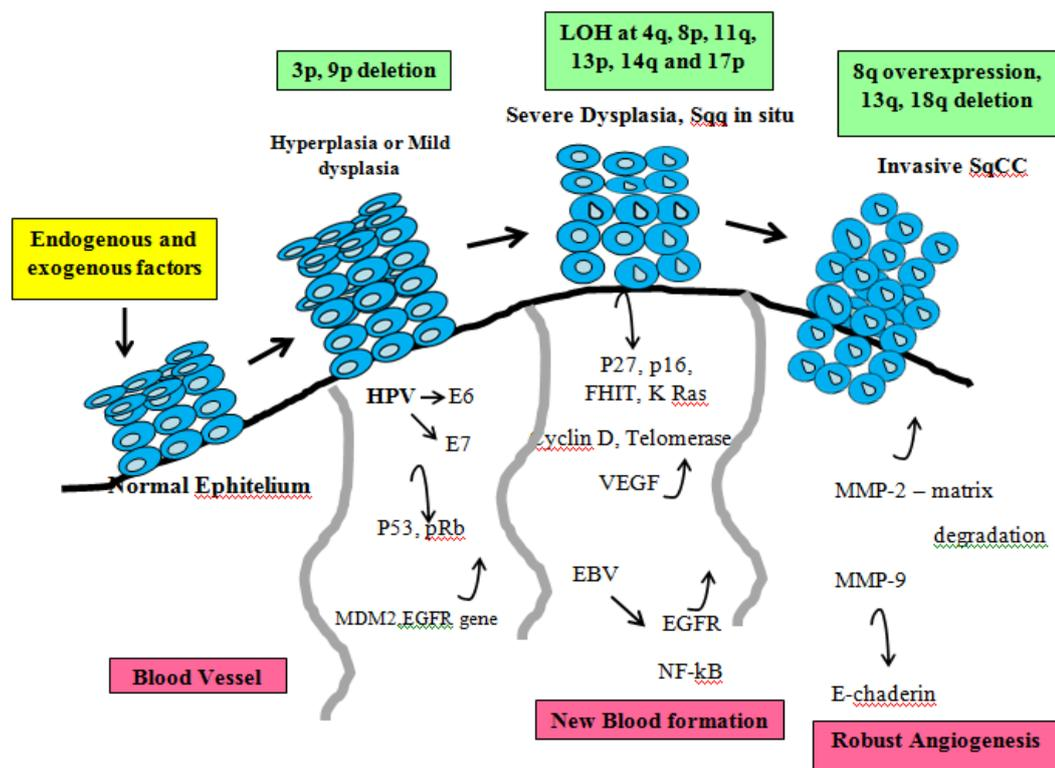 3p, 9p deletion
LOH at 4q, 8p, 11q,
13p, 14q and 17p
8q overexpression,
13q, 18q deletion
Hyperplasia or Mild
dysplasia
Severe Dysplasia, Sqq in situ
Invasive SqCC
Endogenous and
exogenous factors
Normal Ephitelium
HPV
E6
E7
P53, pRb
MDM2,EGFR gene
P27, p16,
FHIT, K Ras
Cyclin D, Telomerase
VEGF
EBV
EGFR
NF-kB
MMP-2 – matrix
degradation
MMP-9
E-chaderin
Blood Vessel
New Blood formation
Robust Angiogenesis